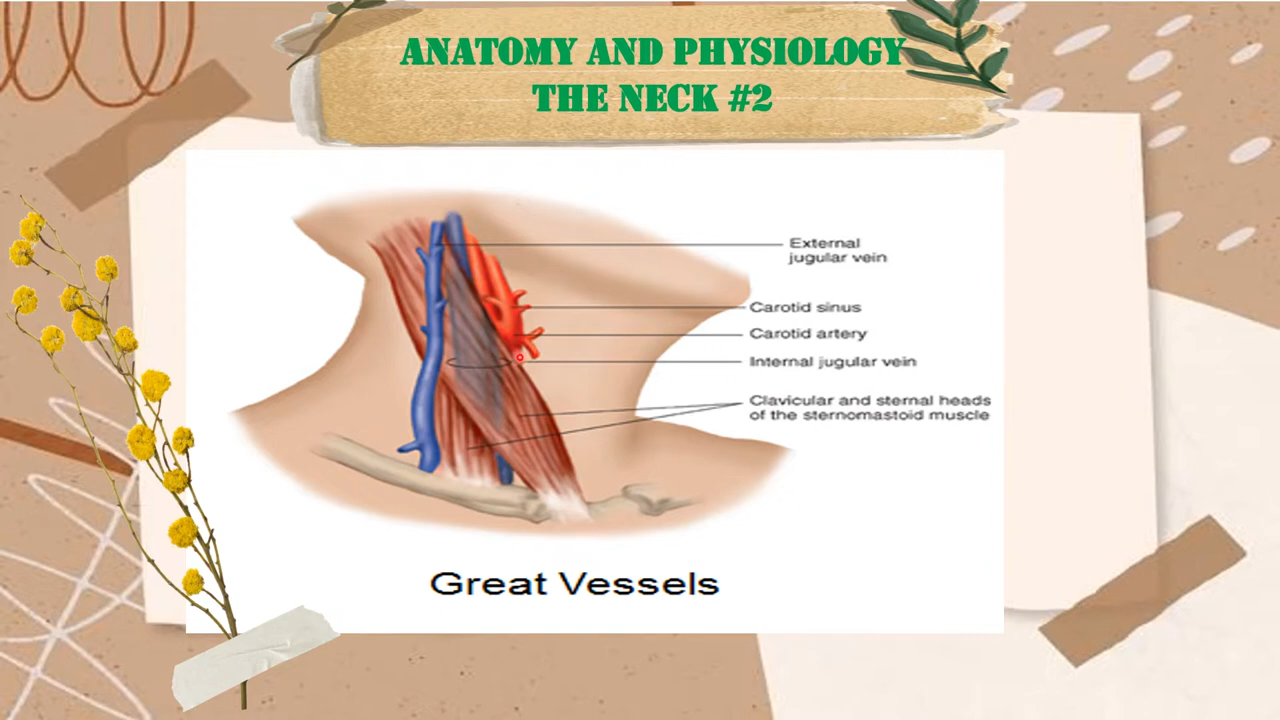 ANATOMY AND PHYSIOLOGY
THE NECK #2
External
jugular vein
Carotid sinus
Carotid artery
Internal jugular vein
Clavicular and sternal heads
of the sternomastoid muscle
Great Vessels